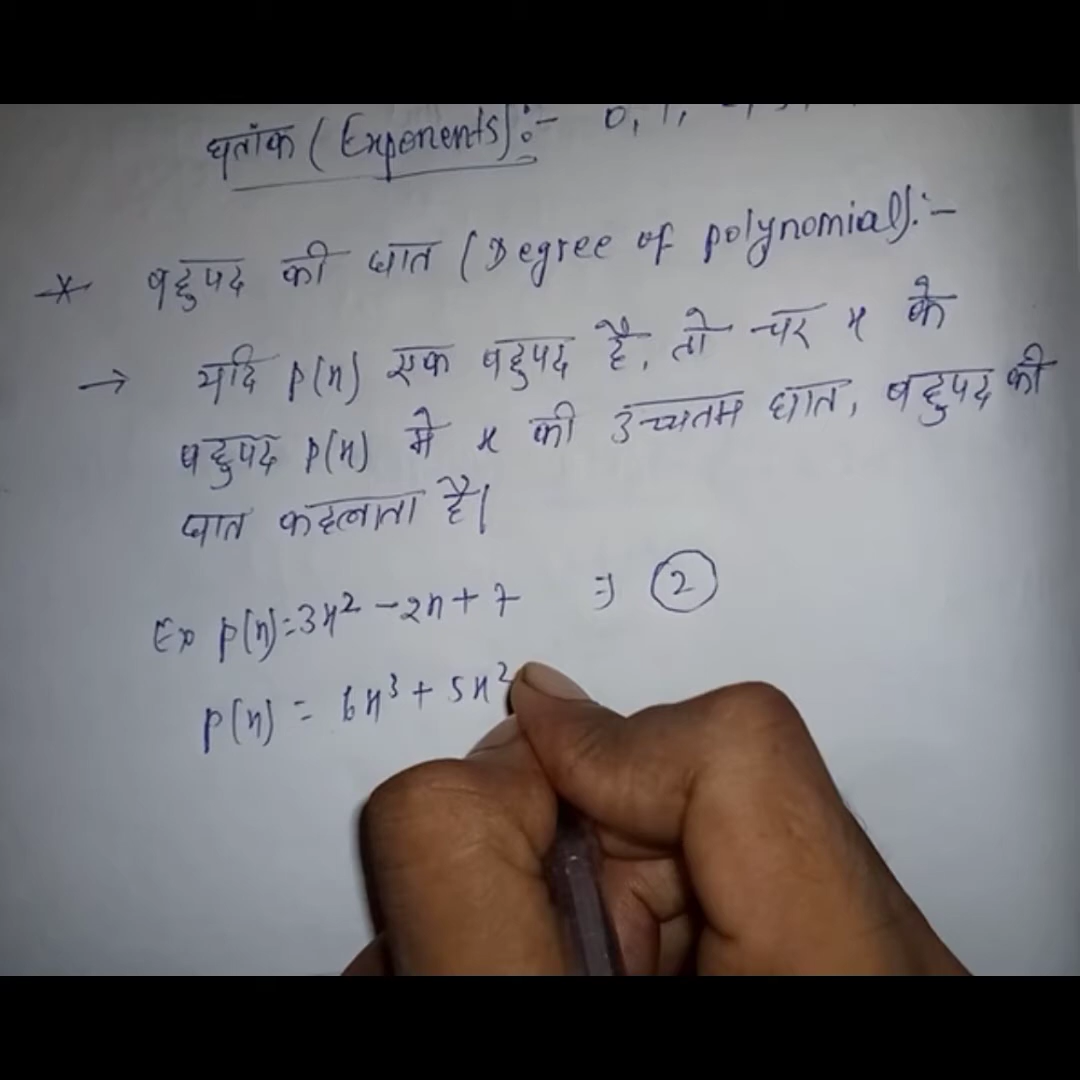 घतांक (Exponents):- 0, 1,
* बहुपद की घात (Degree of polynomial):-
→ यदि p(x) एक बहुपद है, तो चर x के
बहुपद p(x) मे x की उच्चतम घात, बहुपद की
घात कहलाता है।
Ex p(x)=3x² -2x+7 ⇒ 2
p(x) = 6x³ + 5x²